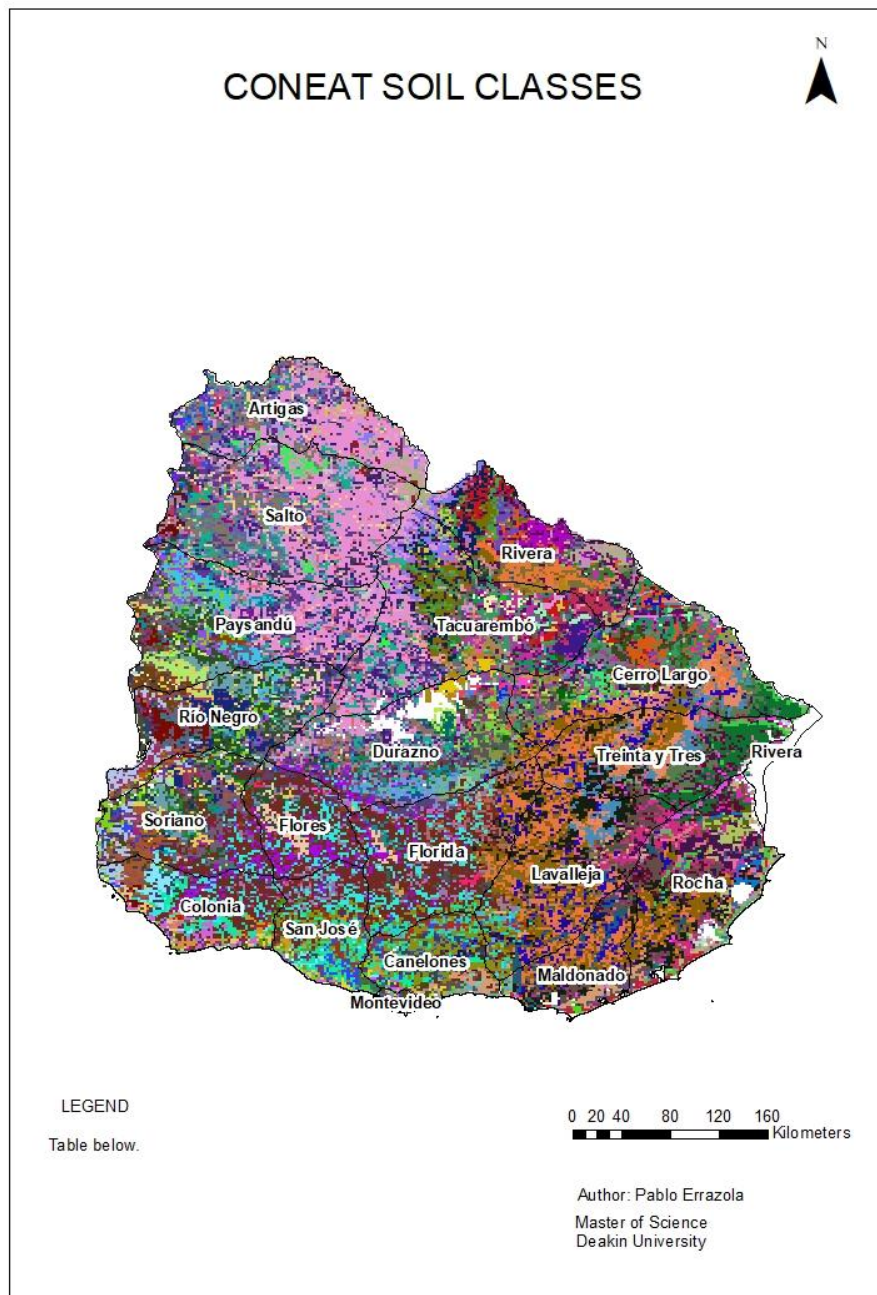 N
CONEAT SOIL CLASSES
Artigas
Salto
Rivera
Paysandú
Tacuarembó
Cerro Largo
Río Negro
Durazno
Treinta y Tres
Rivera
Soriano
Flores
Florida
Lavalleja
Rocha
Colonia
San José
Canelones
Maldonado
Montevideo
LEGEND
Table below.
0 20 40 80 120 160
Kilometers
Author: Pablo Errazola
Master of Science
Deakin University